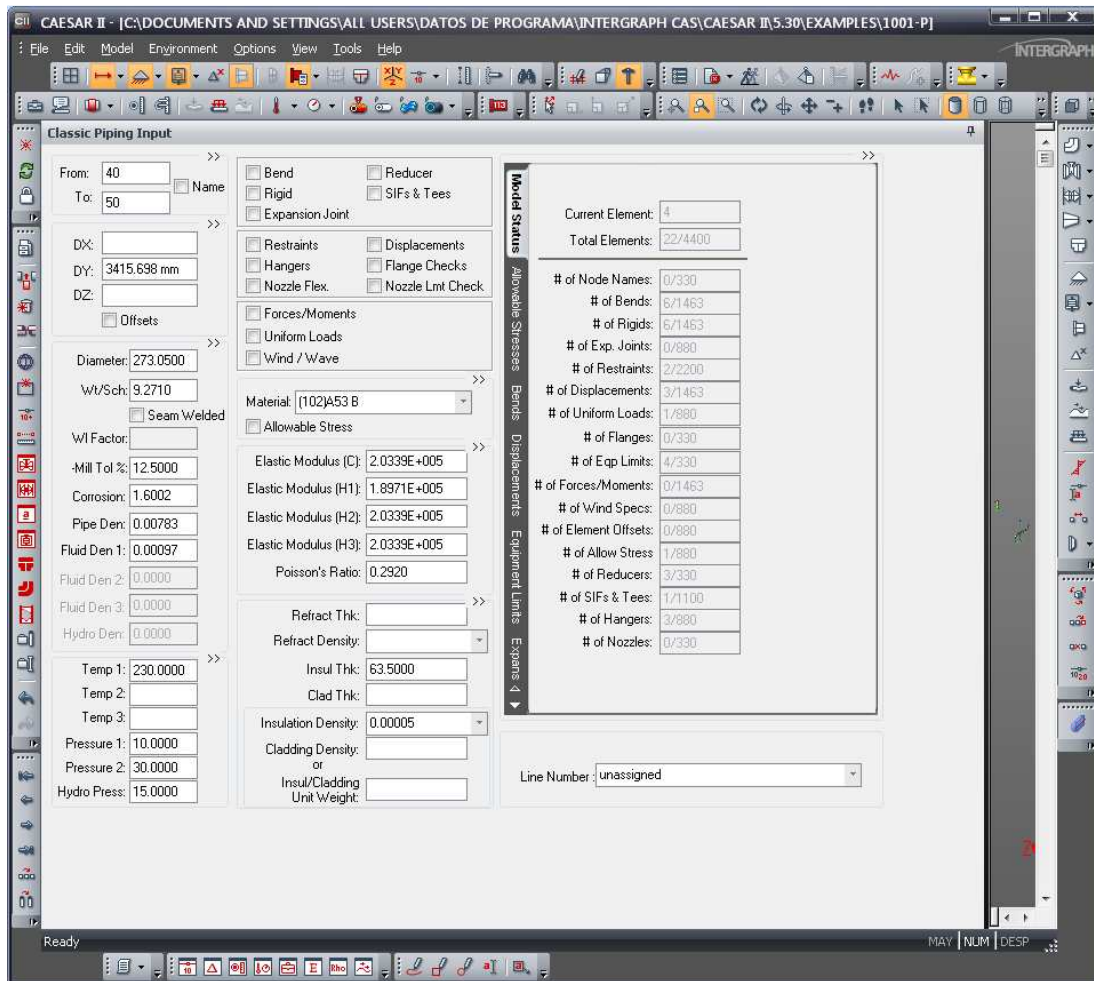 CAESAR II - [C:\DOCUMENTS AND SETTINGS\ALL USERS\DATOS DE PROGRAMA\INTERGRAPH CAS\CAESAR II\5.30\EXAMPLES\1001-P]
File Edit Model Environment Options View Tools Help
INTERGRAPH
Classic Piping Input
From: 40
To: 50
Name
DX:
DY: 3415.698 mm
DZ:
Offsets
Diameter: 273.0500
Wt/Sch: 9.2710
Seam Welded
Wl Factor:
-Mill Tol %: 12.5000
Corrosion: 1.6002
Pipe Den: 0.00783
Fluid Den 1: 0.00097
Fluid Den 2: 0.0000
Fluid Den 3: 0.0000
Hydro Den: 0.0000
Temp 1: 230.0000
Temp 2:
Temp 3:
Pressure 1: 10.0000
Pressure 2: 30.0000
Hydro Press: 15.0000
Bend Reducer
Rigid SIFs & Tees
Expansion Joint
Restraints Displacements
Hangers Flange Checks
Nozzle Flex. Nozzle Lmt Check
Forces/Moments
Uniform Loads
Wind / Wave
Material: (102)A53 B
Allowable Stress
Elastic Modulus (C): 2.0339E+005
Elastic Modulus (H1): 1.8971E+005
Elastic Modulus (H2): 2.0339E+005
Elastic Modulus (H3): 2.0339E+005
Poisson's Ratio: 0.2920
Refract Thk:
Refract Density:
Insul Thk: 63.5000
Clad Thk:
Insulation Density: 0.00005
Cladding Density:
or
Insul/Cladding
Unit Weight:
Model Status
Allowable Stresses
Bends
Displacements
Equipment Limits
Expans
Current Element: 4
Total Elements: 22/4400
# of Node Names: 0/330
# of Bends: 6/1463
# of Rigids: 6/1463
# of Exp. Joints: 0/880
# of Restraints: 2/2200
# of Displacements: 3/1463
# of Uniform Loads: 1/880
# of Flanges: 0/330
# of Eqp Limits: 4/330
# of Forces/Moments: 0/1463
# of Wind Specs: 0/880
# of Element Offsets: 0/880
# of Allow Stress 1/880
# of Reducers: 3/330
# of SIFs & Tees: 1/1100
# of Hangers: 3/880
# of Nozzles: 0/330
Line Number : unassigned
Ready
MAY NUM DESP